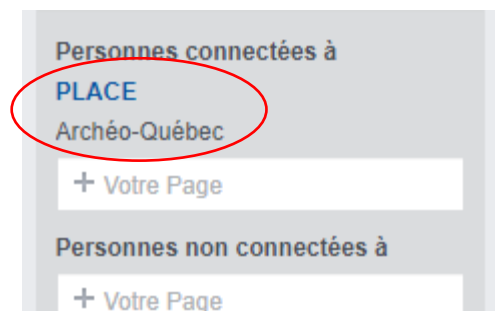 Personnes connectées à
PLACE
Archéo-Québec
+ Votre Page
Personnes non connectées à
+ Votre Page